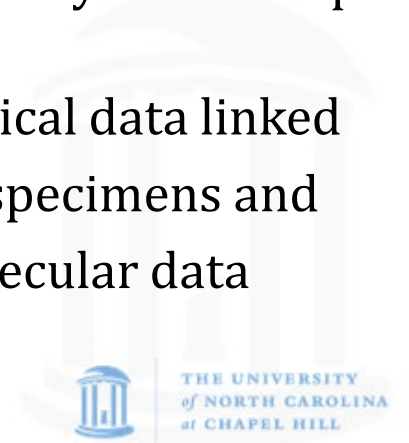 ical data linked
specimens and
ecular data
THE UNIVERSITY
of NORTH CAROLINA
at CHAPEL HILL